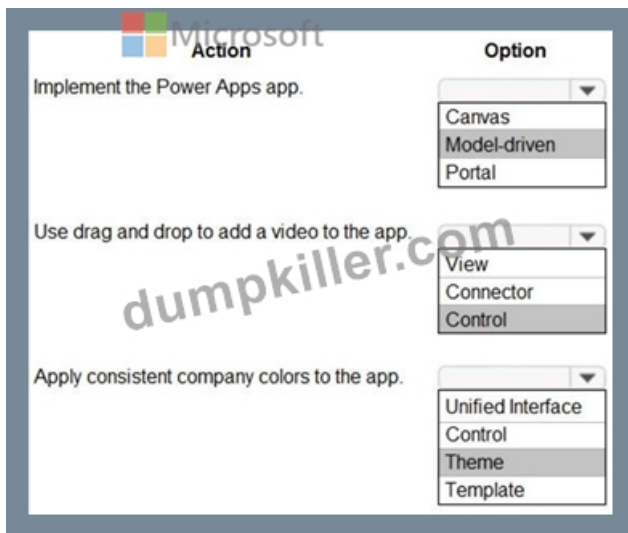 Microsoft
Action Option
Implement the Power Apps app.
Canvas
Model-driven
Portal
Use drag and drop to add a video to the app.
View
Connector
Control
dumpkiller.com
Apply consistent company colors to the app.
Unified Interface
Control
Theme
Template